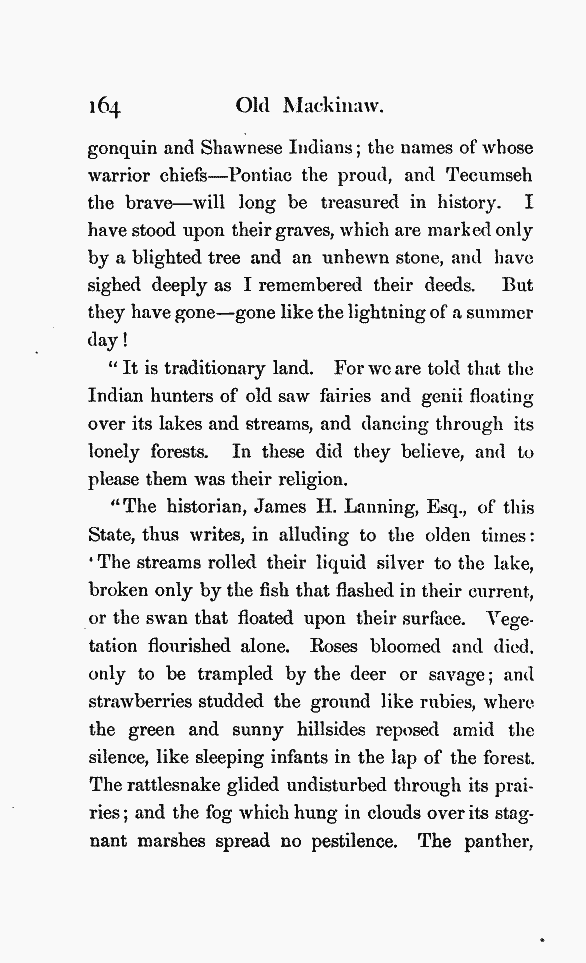 164 Old Mackinaw.
gonquin and Shawnese Indians; the names of whose
warrior chiefs—Pontiac the proud, and Tecumseh
the brave—will long be treasured in history. I
have stood upon their graves, which are marked only
by a blighted tree and an unhewn stone, and have
sighed deeply as I remembered their deeds. But
they have gone—gone like the lightning of a summer
day!
“It is traditionary land. For we are told that the
Indian hunters of old saw fairies and genii floating
over its lakes and streams, and dancing through its
lonely forests. In these did they believe, and to
please them was their religion.
“The historian, James H. Lanning, Esq., of this
State, thus writes, in alluding to the olden times:
‘The streams rolled their liquid silver to the lake,
broken only by the fish that flashed in their current,
or the swan that floated upon their surface. Vege-
tation flourished alone. Roses bloomed and died,
only to be trampled by the deer or savage; and
strawberries studded the ground like rubies, where
the green and sunny hillsides reposed amid the
silence, like sleeping infants in the lap of the forest.
The rattlesnake glided undisturbed through its prai-
ries; and the fog which hung in clouds over its stag-
nant marshes spread no pestilence. The panther,